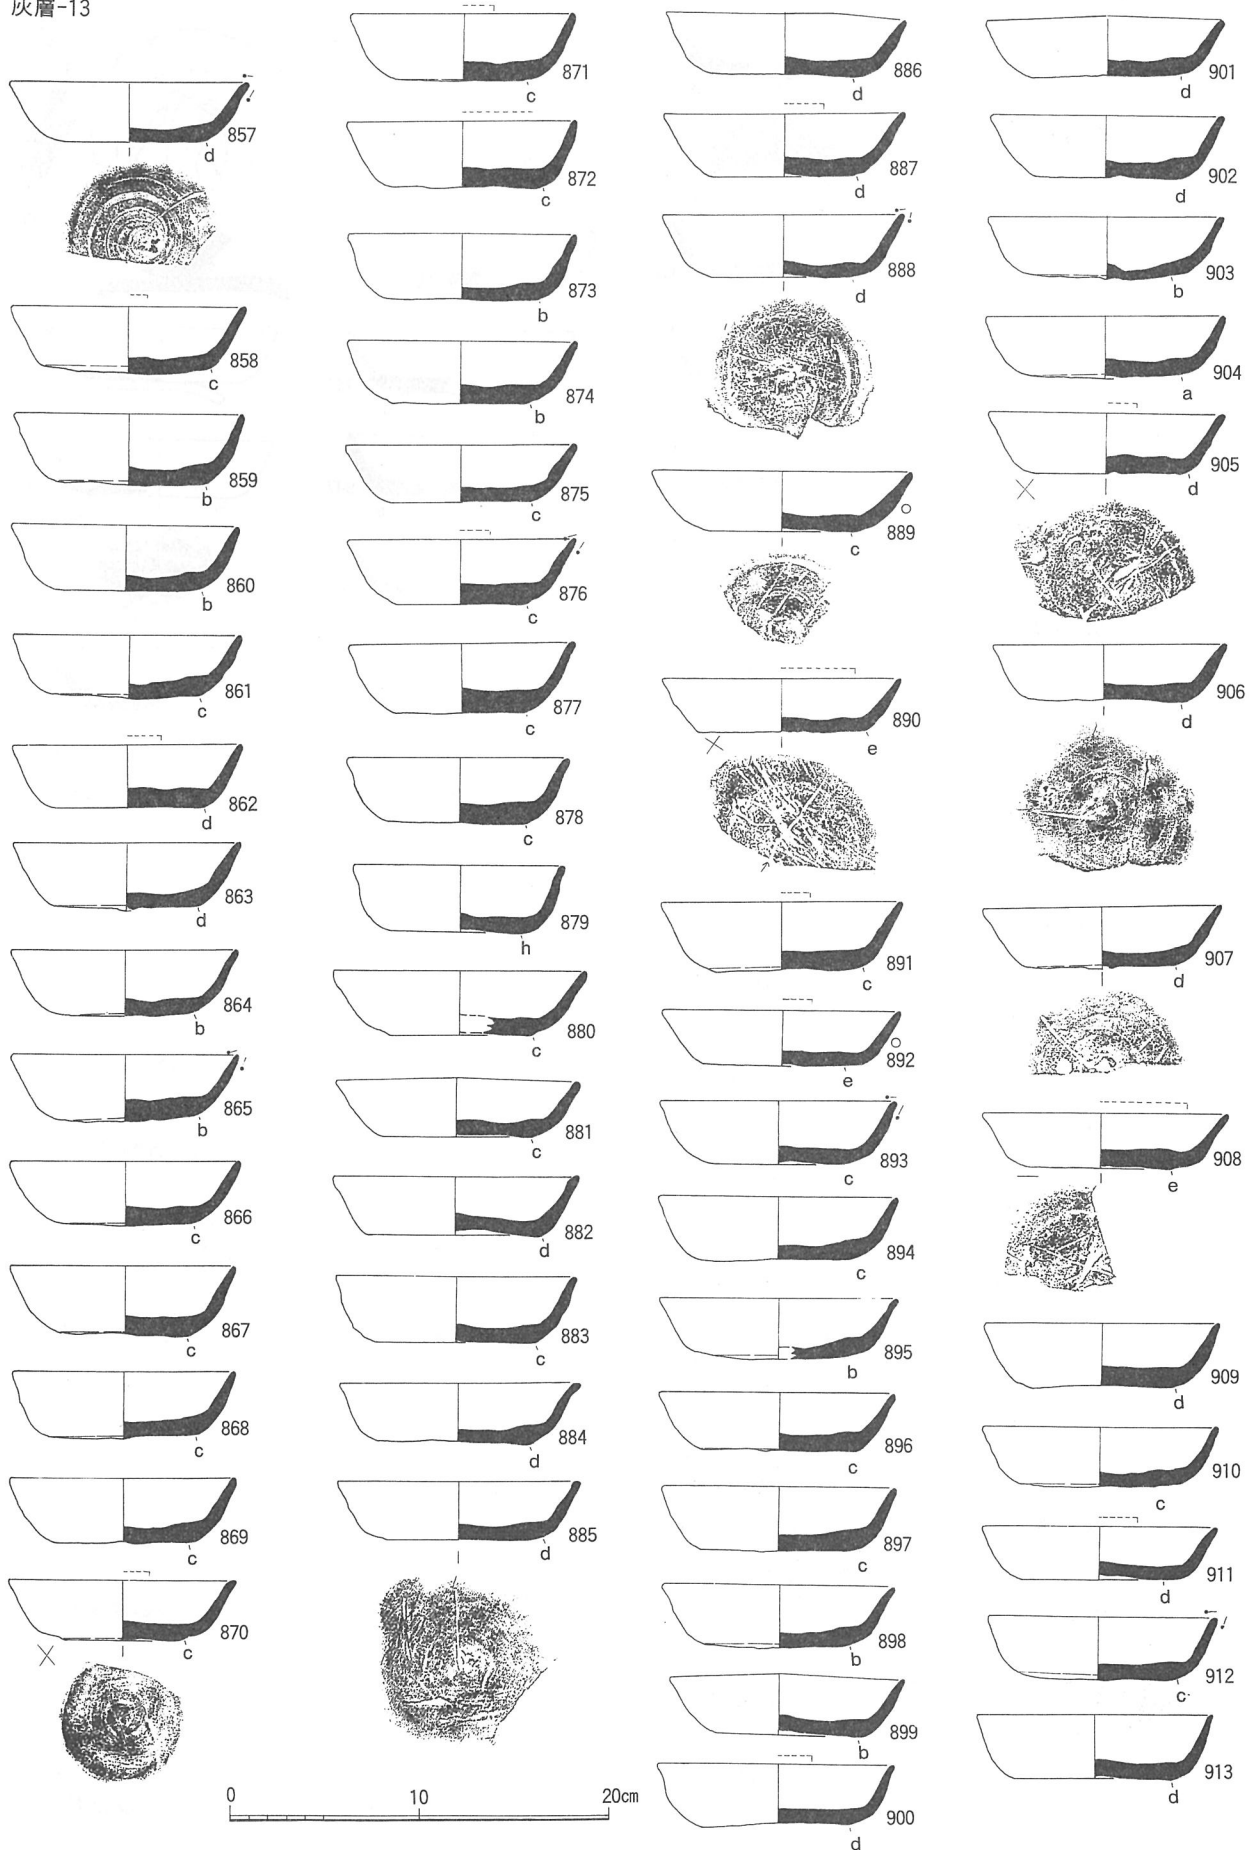 灰層-13
857
d
858
c
859
b
860
b
861
c
862
d
863
d
864
b
865
b
866
c
867
c
868
c
869
c
870
c
871
c
872
c
873
b
874
b
875
c
876
c
877
c
878
c
879
h
880
c
881
c
882
d
883
c
884
d
885
d
886
d
887
d
888
d
889
c
890
e
891
c
892
e
893
c
894
c
895
b
896
c
897
c
898
b
899
b
900
d
901
d
902
d
903
b
904
a
905
d
906
d
907
d
908
e
909
d
910
c
911
d
912
c
913
d
0 10 20cm